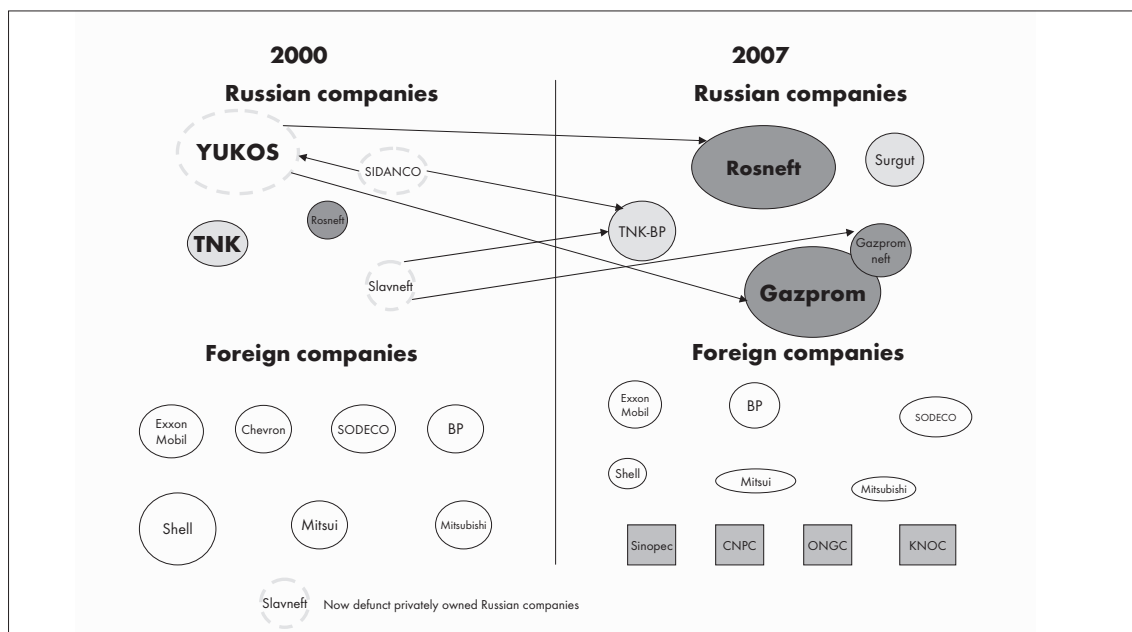 2000
Russian companies
YUKOS
SIDANCO
Rosneft
TNK
Slavneft
Foreign companies
Exxon
Mobil
Chevron
SODECO
BP
Shell
Mitsui
Mitsubishi
2007
Russian companies
Rosneft
Surgut
TNK-BP
Gazprom
neft
Gazprom
Foreign companies
Exxon
Mobil
BP
SODECO
Shell
Mitsui
Mitsubishi
Sinopec
CNPC
ONGC
KNOC
Slavneft
Now defunct privately owned Russian companies